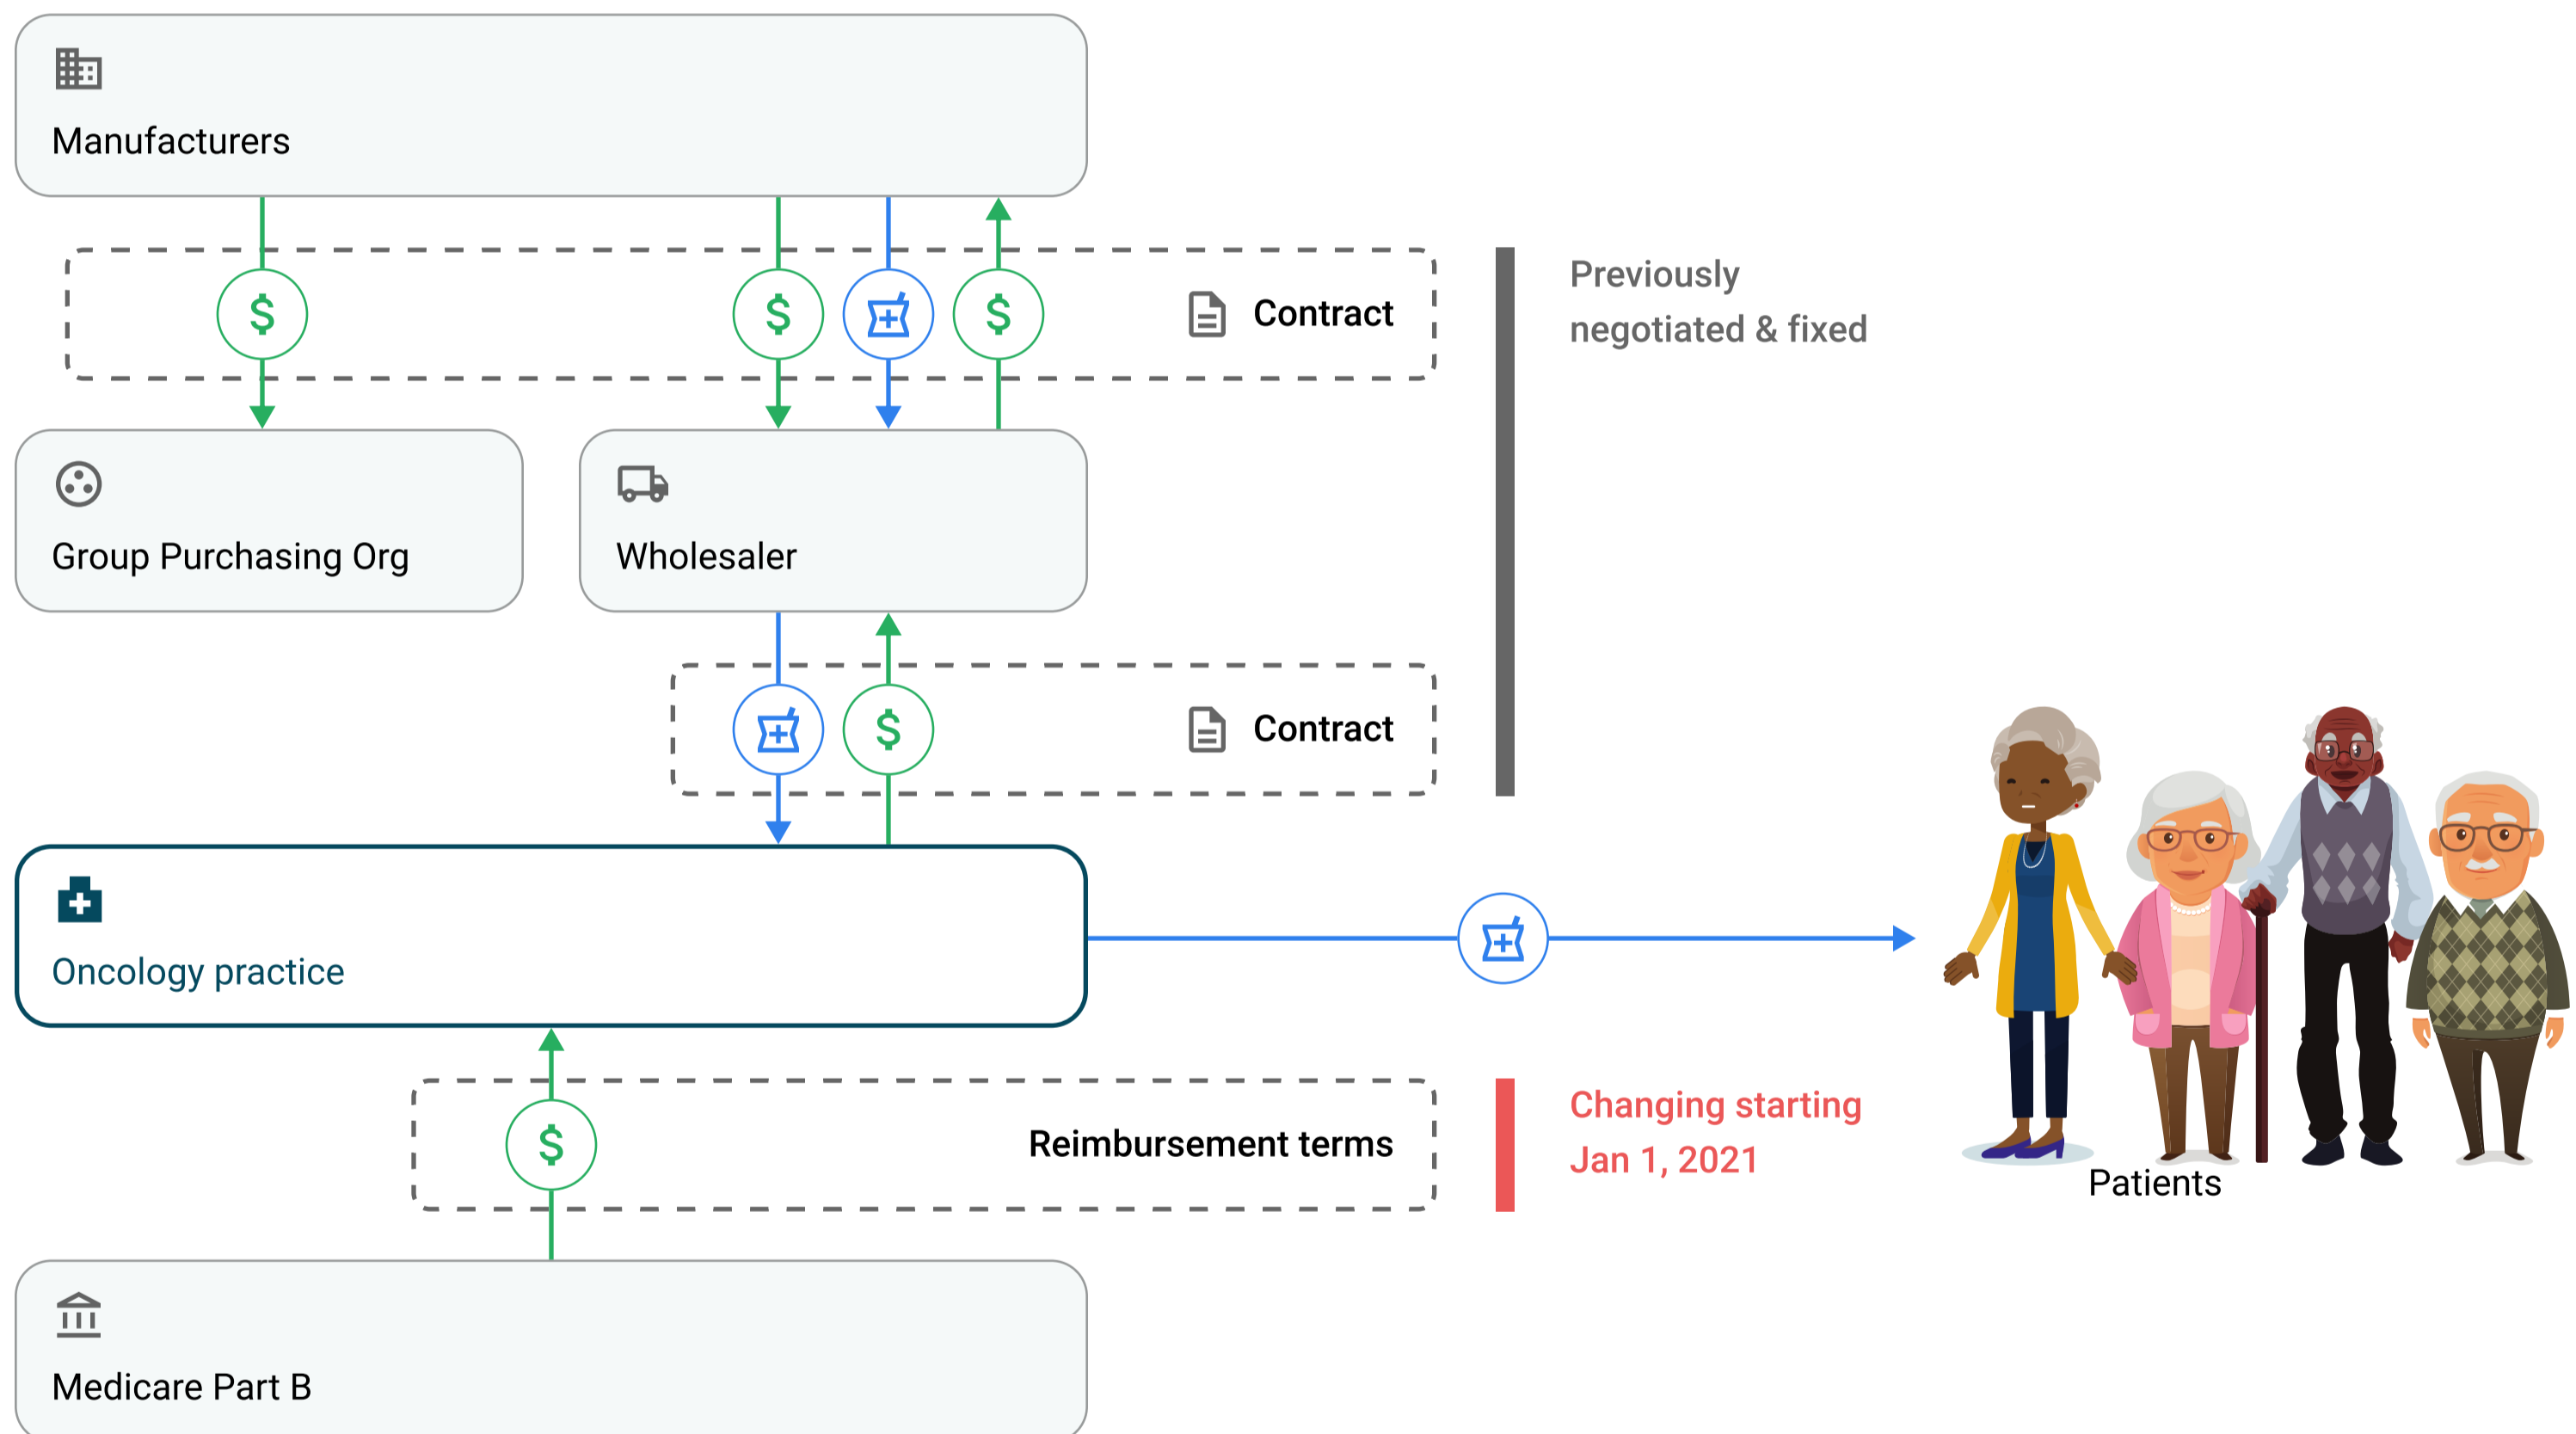 Manufacturers
$
$
$
Contract
Previously
negotiated & fixed
Group Purchasing Org
Wholesaler
$
Contract
Oncology practice
$
Reimbursement terms
Changing starting
Jan 1, 2021
Patients
Medicare Part B